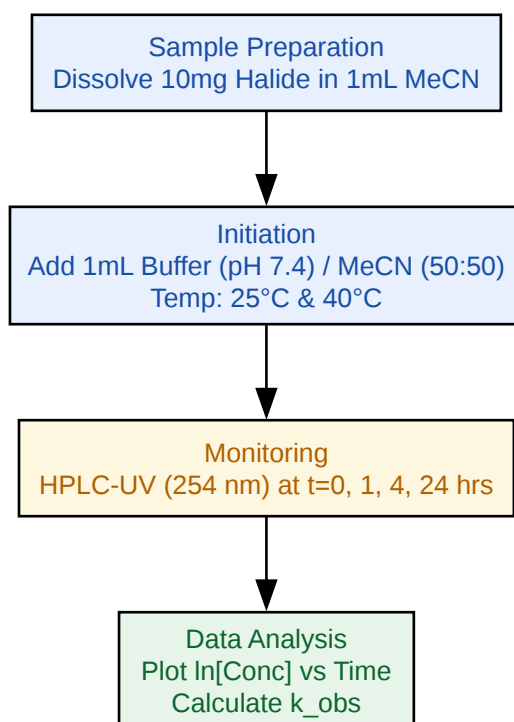 Sample Preparation
Dissolve 10mg Halide in 1mL MeCN
Initiation
Add 1mL Buffer (pH 7.4) / MeCN (50:50)
Temp: 25°C & 40°C
Monitoring
HPLC-UV (254 nm) at t=0, 1, 4, 24 hrs
Data Analysis
Plot ln[Conc] vs Time
Calculate k_obs